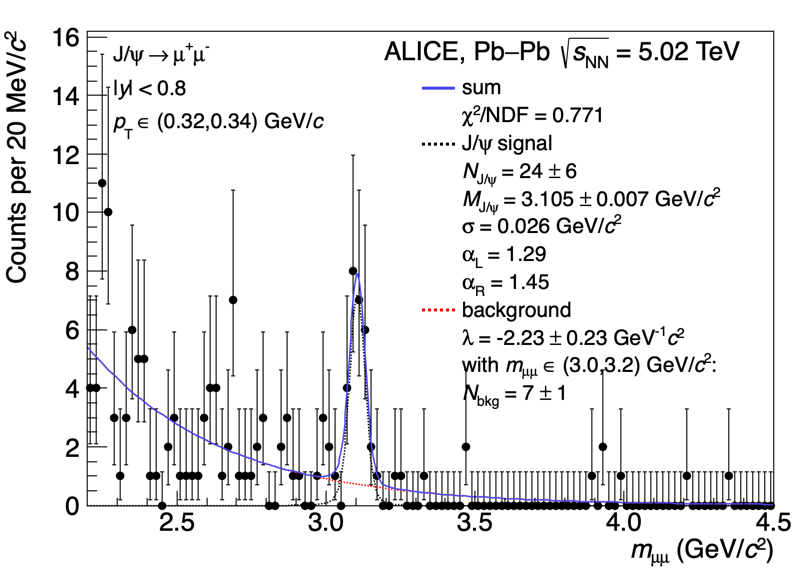 Counts per 20 MeV/c²
16
14
12
10
8
6
4
2
0
J/ψ → μ⁺μ⁻
|y| < 0.8
p_T ∈ (0.32,0.34) GeV/c
ALICE, Pb–Pb √s_NN = 5.02 TeV
sum
χ²/NDF = 0.771
J/ψ signal
N_J/ψ = 24 ± 6
M_J/ψ = 3.105 ± 0.007 GeV/c²
σ = 0.026 GeV/c²
α_L = 1.29
α_R = 1.45
background
λ = -2.23 ± 0.23 GeV⁻¹c²
with m_μμ ∈ (3.0,3.2) GeV/c²:
N_bkg = 7 ± 1
2.5 3.0 3.5 4.0 4.5
m_μμ (GeV/c²)